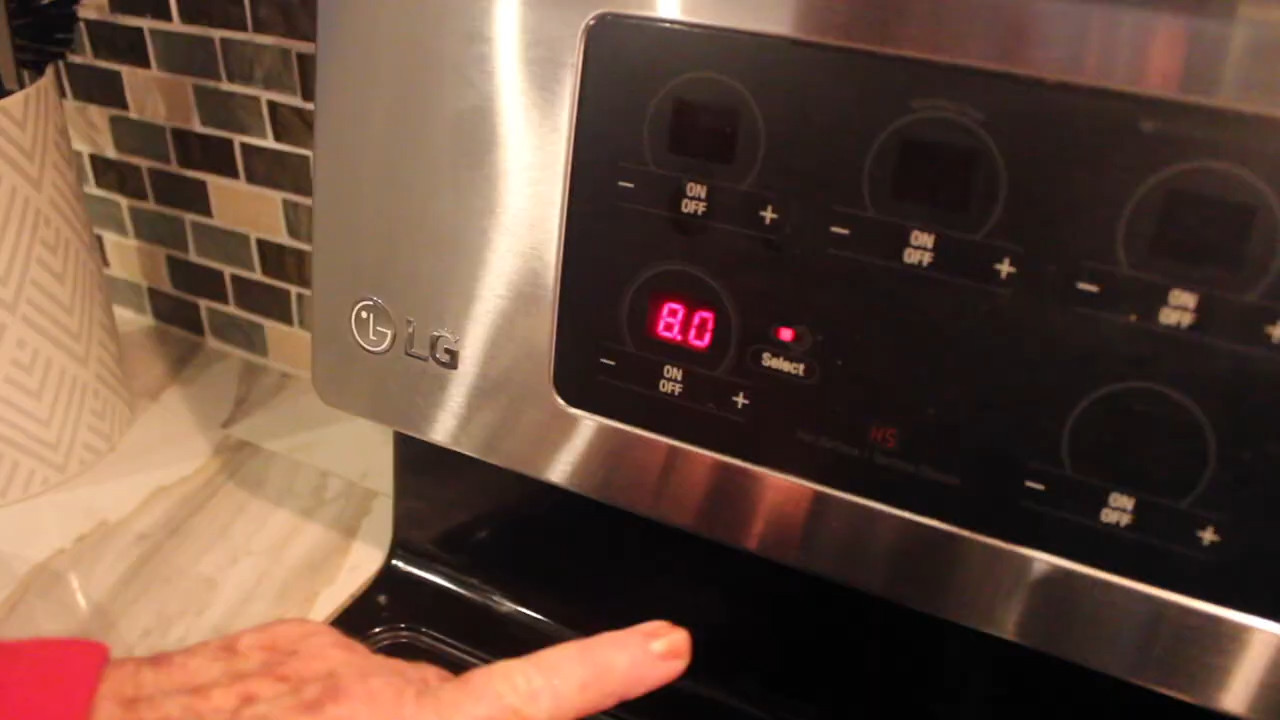 − ON OFF +
− ON OFF +
− ON OFF +
LG
8.0
Select
− ON OFF +
HS
− ON OFF +